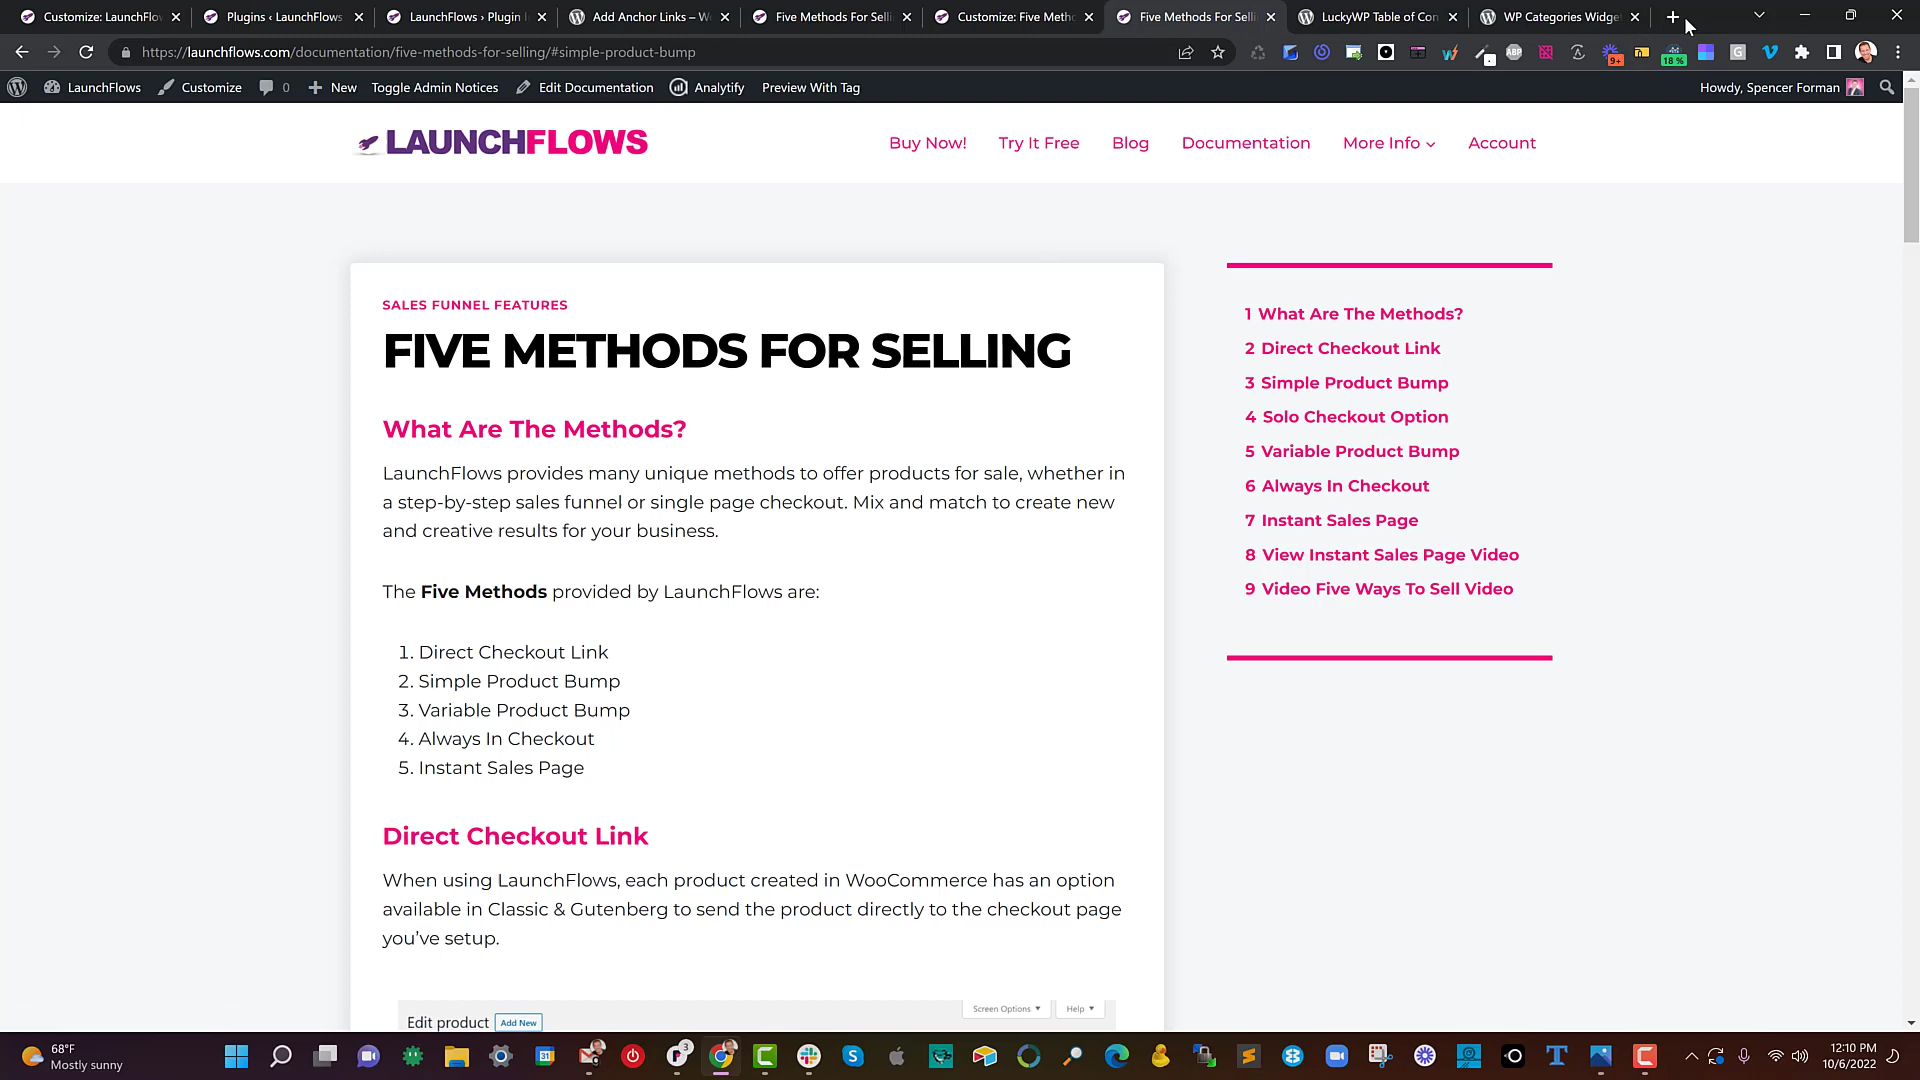 Customize: LaunchFlo
Plugins ‹ LaunchFlows
LaunchFlows › Plugin I
Add Anchor Links – W
Five Methods For Selli
Customize: Five Metho
Five Methods For Selli
LuckyWP Table of Con
WP Categories Widge
https://launchflows.com/documentation/five-methods-for-selling/#simple-product-bump
ABP
9+
18 %
G
LaunchFlows
Customize
0
New
Toggle Admin Notices
Edit Documentation
Analytify
Preview With Tag
Howdy, Spencer Forman
LAUNCHFLOWS
Buy Now!
Try It Free
Blog
Documentation
More Info
Account
SALES FUNNEL FEATURES
FIVE METHODS FOR SELLING
What Are The Methods?
LaunchFlows provides many unique methods to offer products for sale, whether in
a step-by-step sales funnel or single page checkout. Mix and match to create new
and creative results for your business.
The Five Methods provided by LaunchFlows are:
1. Direct Checkout Link
2. Simple Product Bump
3. Variable Product Bump
4. Always In Checkout
5. Instant Sales Page
Direct Checkout Link
When using LaunchFlows, each product created in WooCommerce has an option
available in Classic & Gutenberg to send the product directly to the checkout page
you've setup.
Screen Options
Help
Edit product
Add New
1 What Are The Methods?
2 Direct Checkout Link
3 Simple Product Bump
4 Solo Checkout Option
5 Variable Product Bump
6 Always In Checkout
7 Instant Sales Page
8 View Instant Sales Page Video
9 Video Five Ways To Sell Video
68°F
Mostly sunny
31
3
12:10 PM
10/6/2022